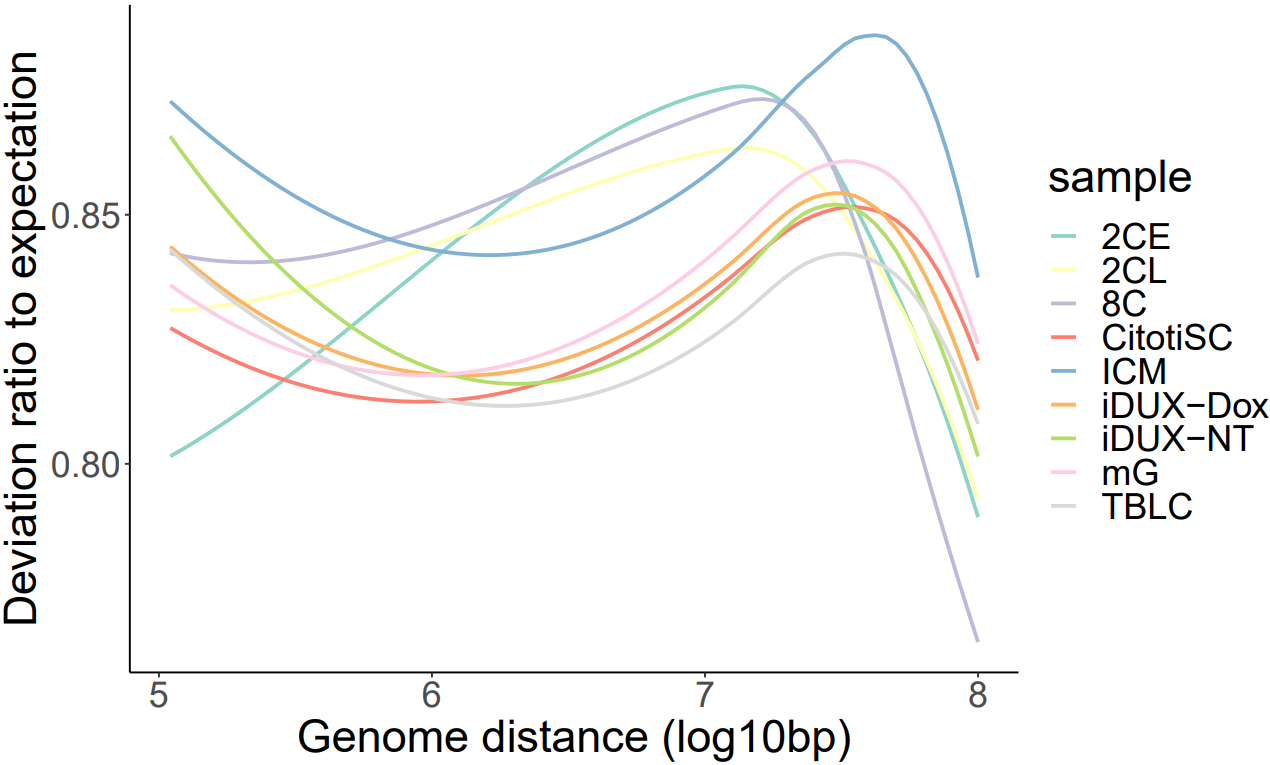 Deviation ratio to expectation
0.85
0.80
5
6
7
8
Genome distance (log10bp)
sample
2CE
2CL
8C
CitotiSC
ICM
iDUX−Dox
iDUX−NT
mG
TBLC